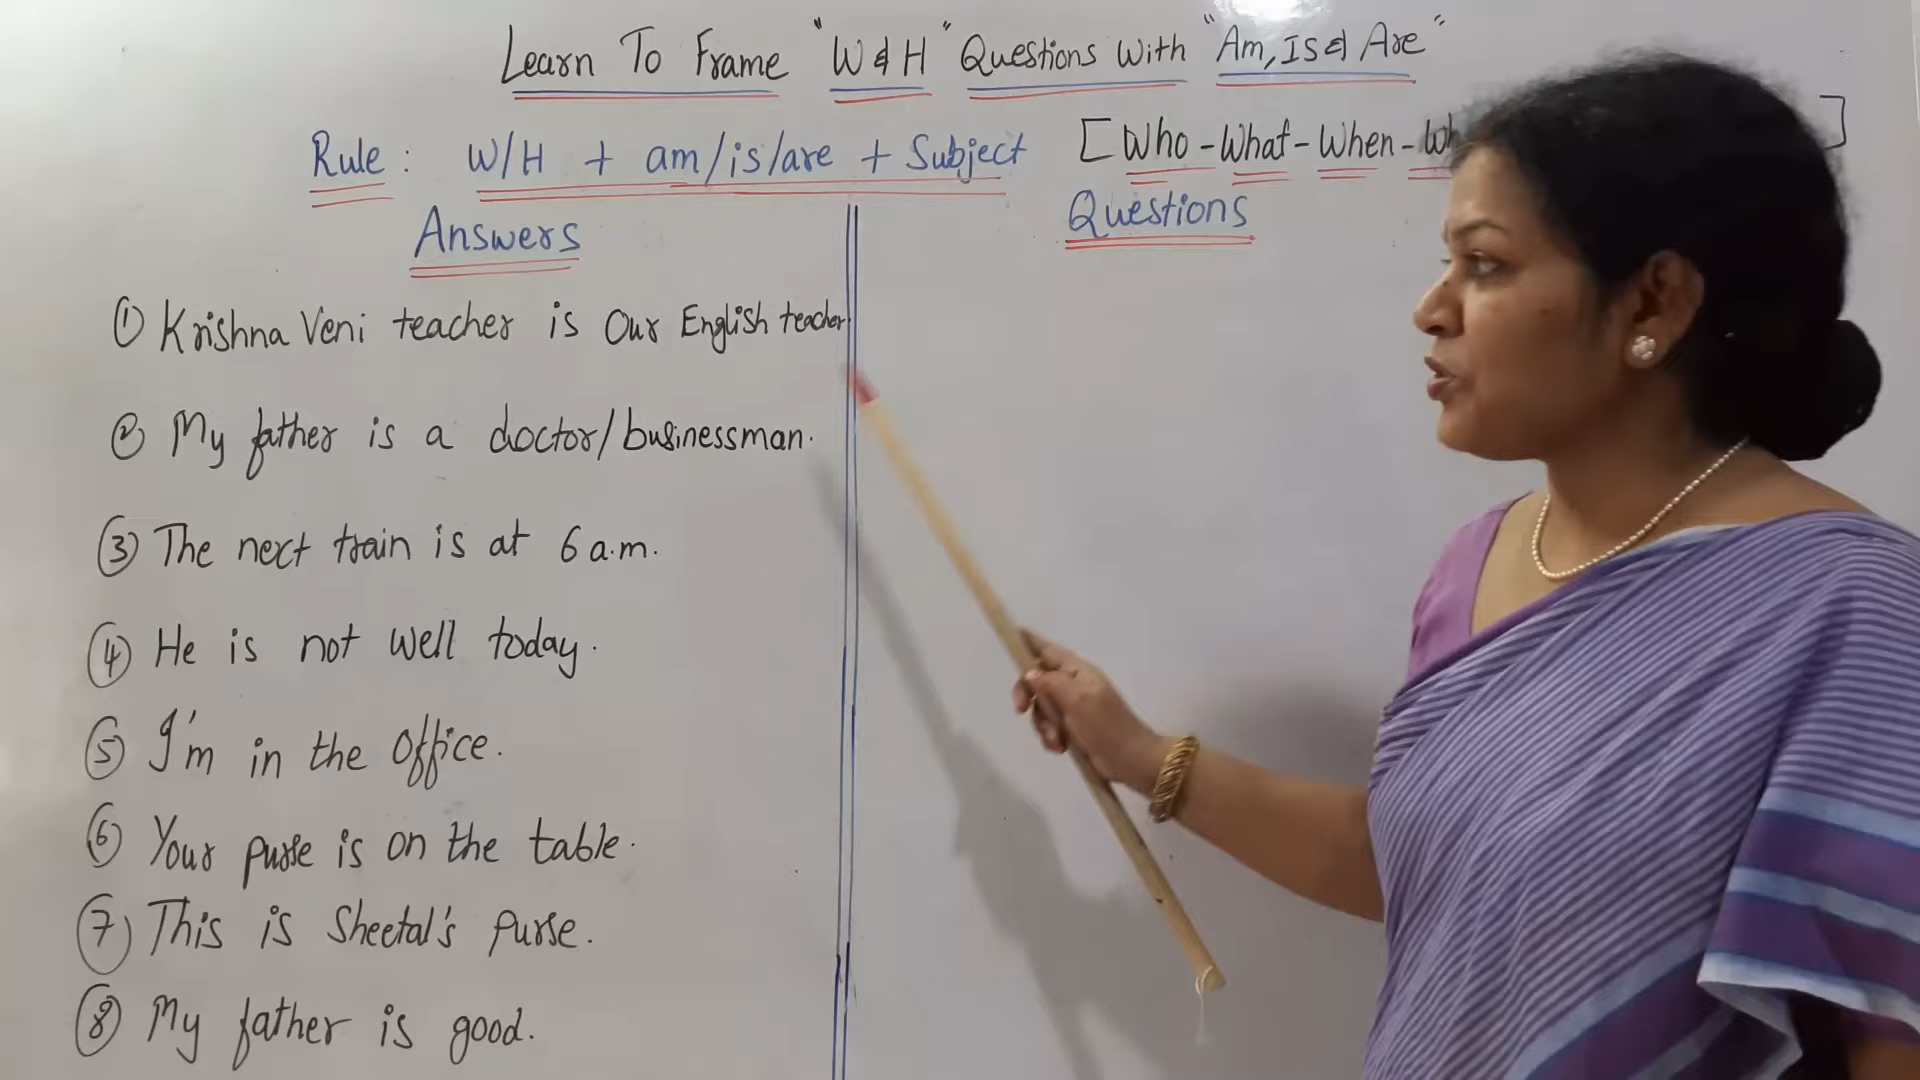 Learn To Frame "W & H" Questions With "Am, Is & Are"
Rule: W/H + am/is/are + Subject [Who - What - When - Wh ]
Answers
Questions
① Krishna Veni teacher is Our English teacher
② My father is a doctor/businessman.
③ The next train is at 6 a.m.
④ He is not well today.
⑤ I'm in the office.
⑥ Your purse is on the table.
⑦ This is Sheetal's purse.
⑧ My father is good.